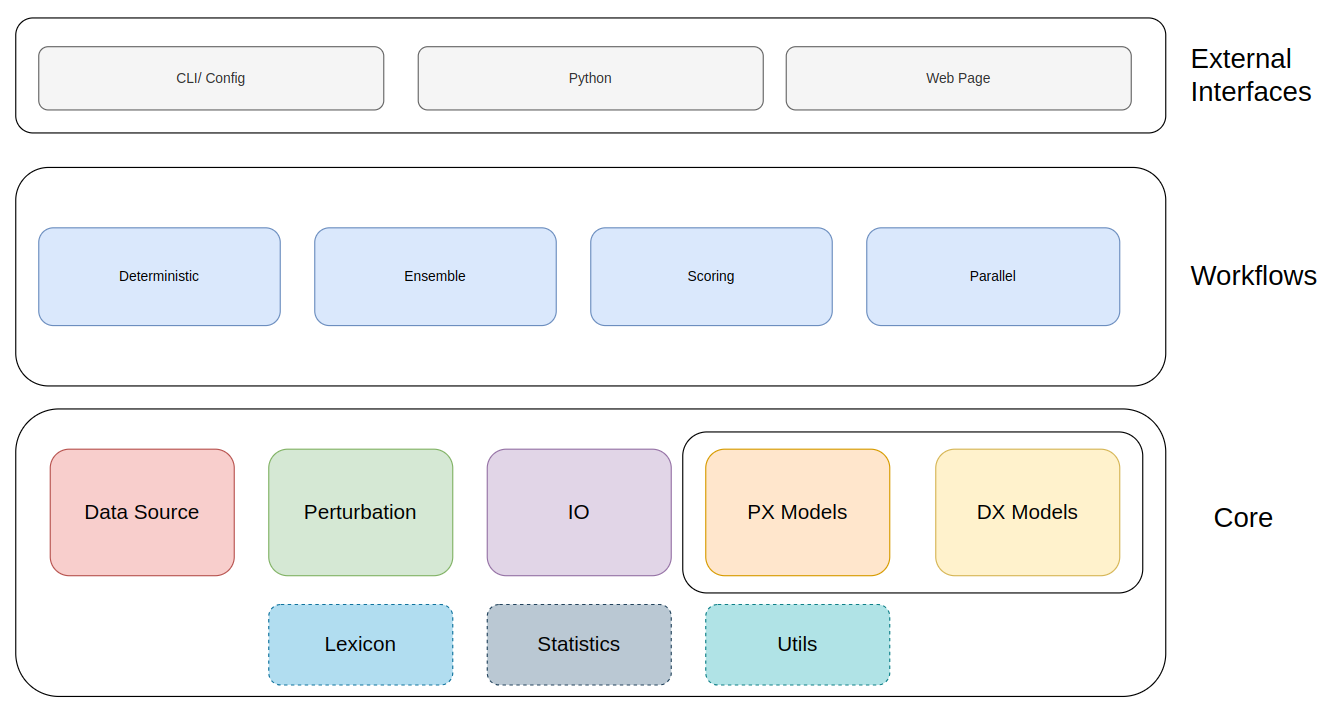 CLI/ Config
Python
Web Page
External
Interfaces
Deterministic
Ensemble
Scoring
Parallel
Workflows
Data Source
Perturbation
IO
PX Models
DX Models
Core
Lexicon
Statistics
Utils